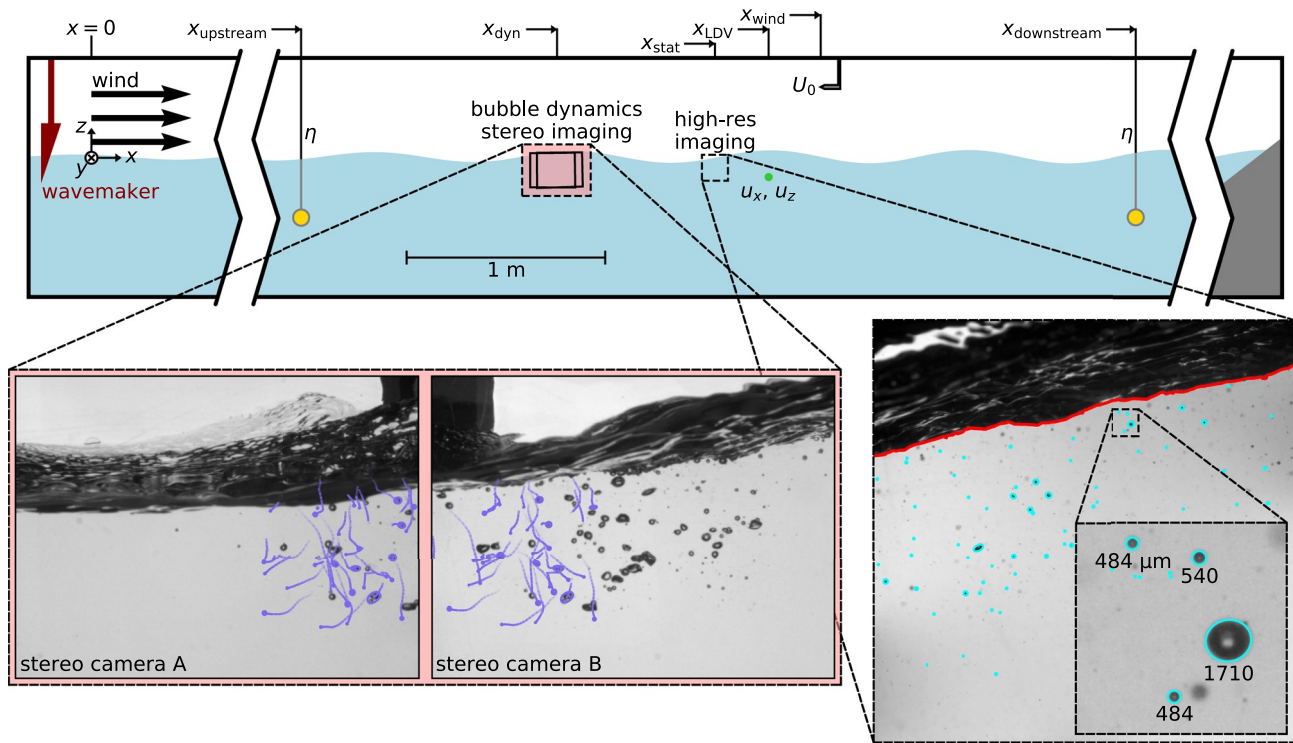 x = 0
x_upstream
x_dyn
x_stat
x_LDV
x_wind
x_downstream
wind
U_0
z
x
y
wavemaker
η
bubble dynamics
stereo imaging
high-res
imaging
u_x, u_z
η
1 m
stereo camera A
stereo camera B
484 μm
540
1710
484